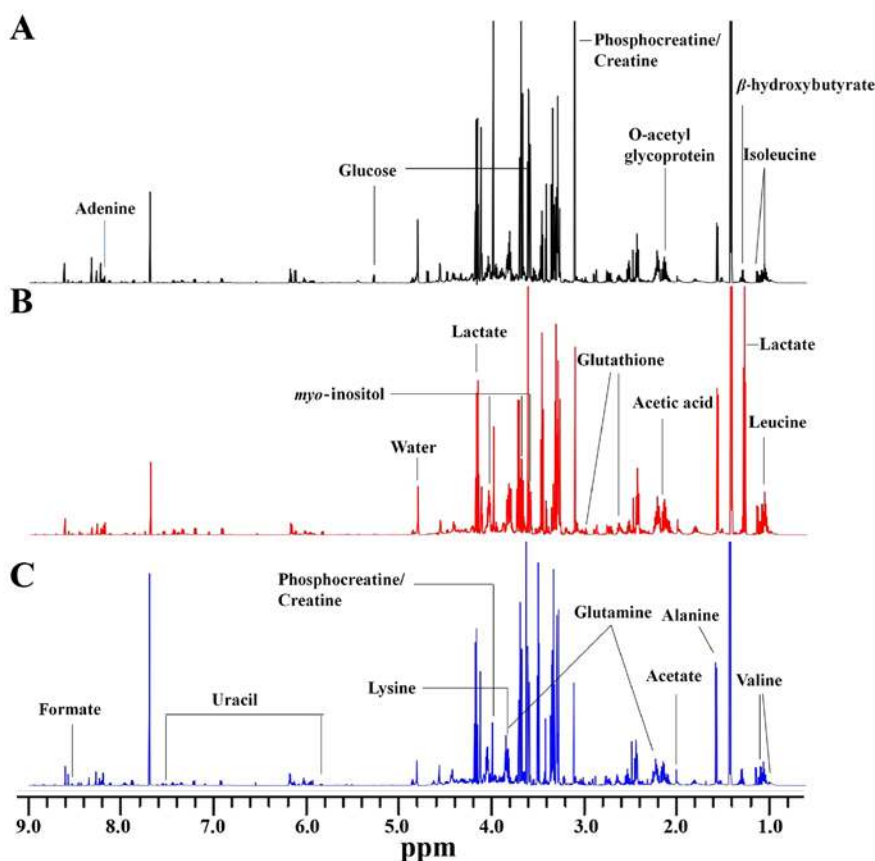 A
Phosphocreatine/
Creatine
β-hydroxybutyrate
O-acetyl
glycoprotein
Isoleucine
Glucose
Adenine
B
Lactate
Glutathione
Lactate
myo-inositol
Acetic acid
Leucine
Water
C
Phosphocreatine/
Creatine
Glutamine
Alanine
Lysine
Acetate
Valine
Uracil
Formate
9.0 8.0 7.0 6.0 5.0 4.0 3.0 2.0 1.0
ppm